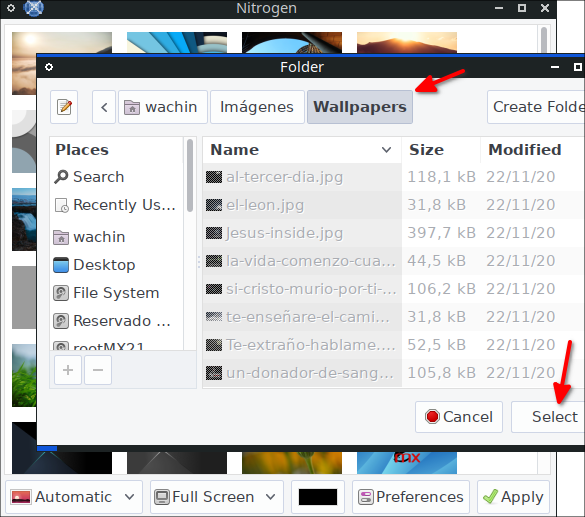 Nitrogen
Folder
wachin Imágenes Wallpapers Create Folde
Places
Search
Recently Us...
wachin
Desktop
File System
Reservado ...
rootMX21
Name Size Modified
al-tercer-dia.jpg 118,1 kB 22/11/20
el-leon.jpg 31,8 kB 22/11/20
Jesus-inside.jpg 397,7 kB 22/11/20
la-vida-comenzo-cua... 44,5 kB 22/11/20
si-cristo-murio-por-ti-... 106,2 kB 22/11/20
te-enseñare-el-cami... 31,8 kB 22/11/20
Te-extraño-hablame.... 52,5 kB 22/11/20
un-donador-de-sang... 105,8 kB 22/11/20
Cancel Select
mx
Automatic Full Screen Preferences Apply